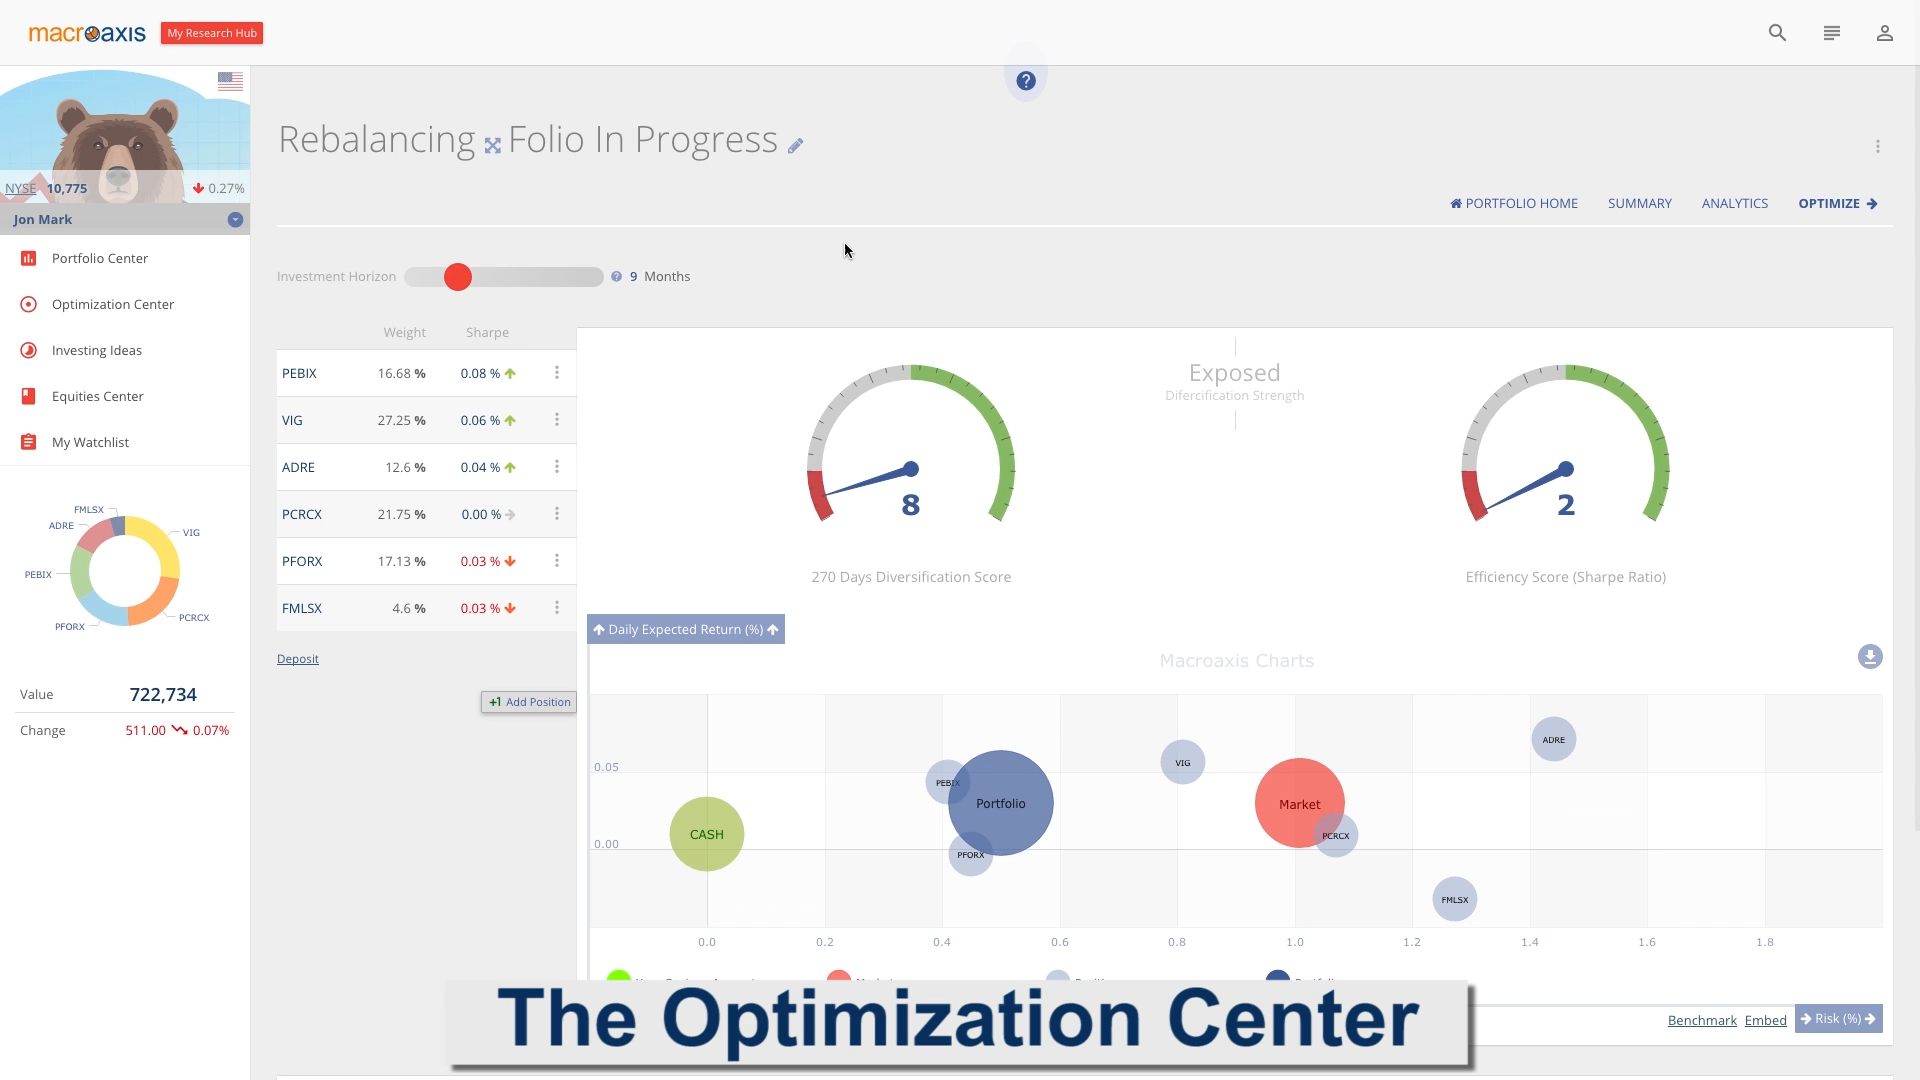 macroaxis
My Research Hub
NYSE 10,775 0.27%
Jon Mark
Portfolio Center
Optimization Center
Investing Ideas
Equities Center
My Watchlist
FMLSX
ADRE
VIG
PEBIX
PCRCX
PFORX
Value 722,734
Change 511.00 0.07%
?
Rebalancing Folio In Progress
PORTFOLIO HOME SUMMARY ANALYTICS OPTIMIZE
Investment Horizon ? 9 Months
Weight Sharpe
PEBIX 16.68 % 0.08 %
VIG 27.25 % 0.06 %
ADRE 12.6 % 0.04 %
PCRCX 21.75 % 0.00 %
PFORX 17.13 % 0.03 %
FMLSX 4.6 % 0.03 %
Deposit
+1 Add Position
Exposed
Difercification Strength
8
2
270 Days Diversification Score
Efficiency Score (Sharpe Ratio)
Daily Expected Return (%)
Macroaxis Charts
ADRE
VIG
0.05
PEBIX
Portfolio
Market
CASH
PCRCX
0.00
PFORX
FMLSX
0.0 0.2 0.4 0.6 0.8 1.0 1.2 1.4 1.6 1.8
The Optimization Center
Benchmark Embed Risk (%)